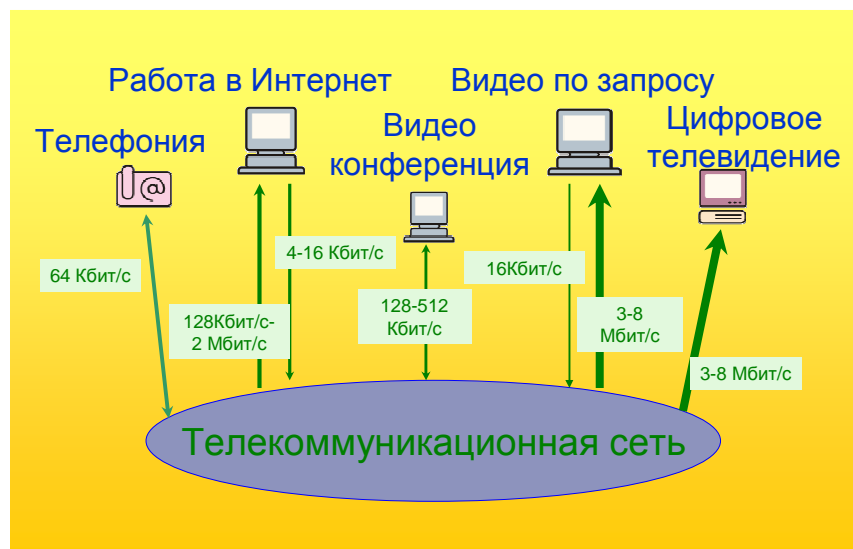 Работа в Интернет
Видео по запросу
Телефония
Видео
конференция
Цифровое
телевидение
@
64 Кбит/с
128Кбит/с-
2 Мбит/с
4-16 Кбит/с
128-512
Кбит/с
16Кбит/с
3-8
Мбит/с
3-8 Мбит/с
Телекоммуникационная сеть